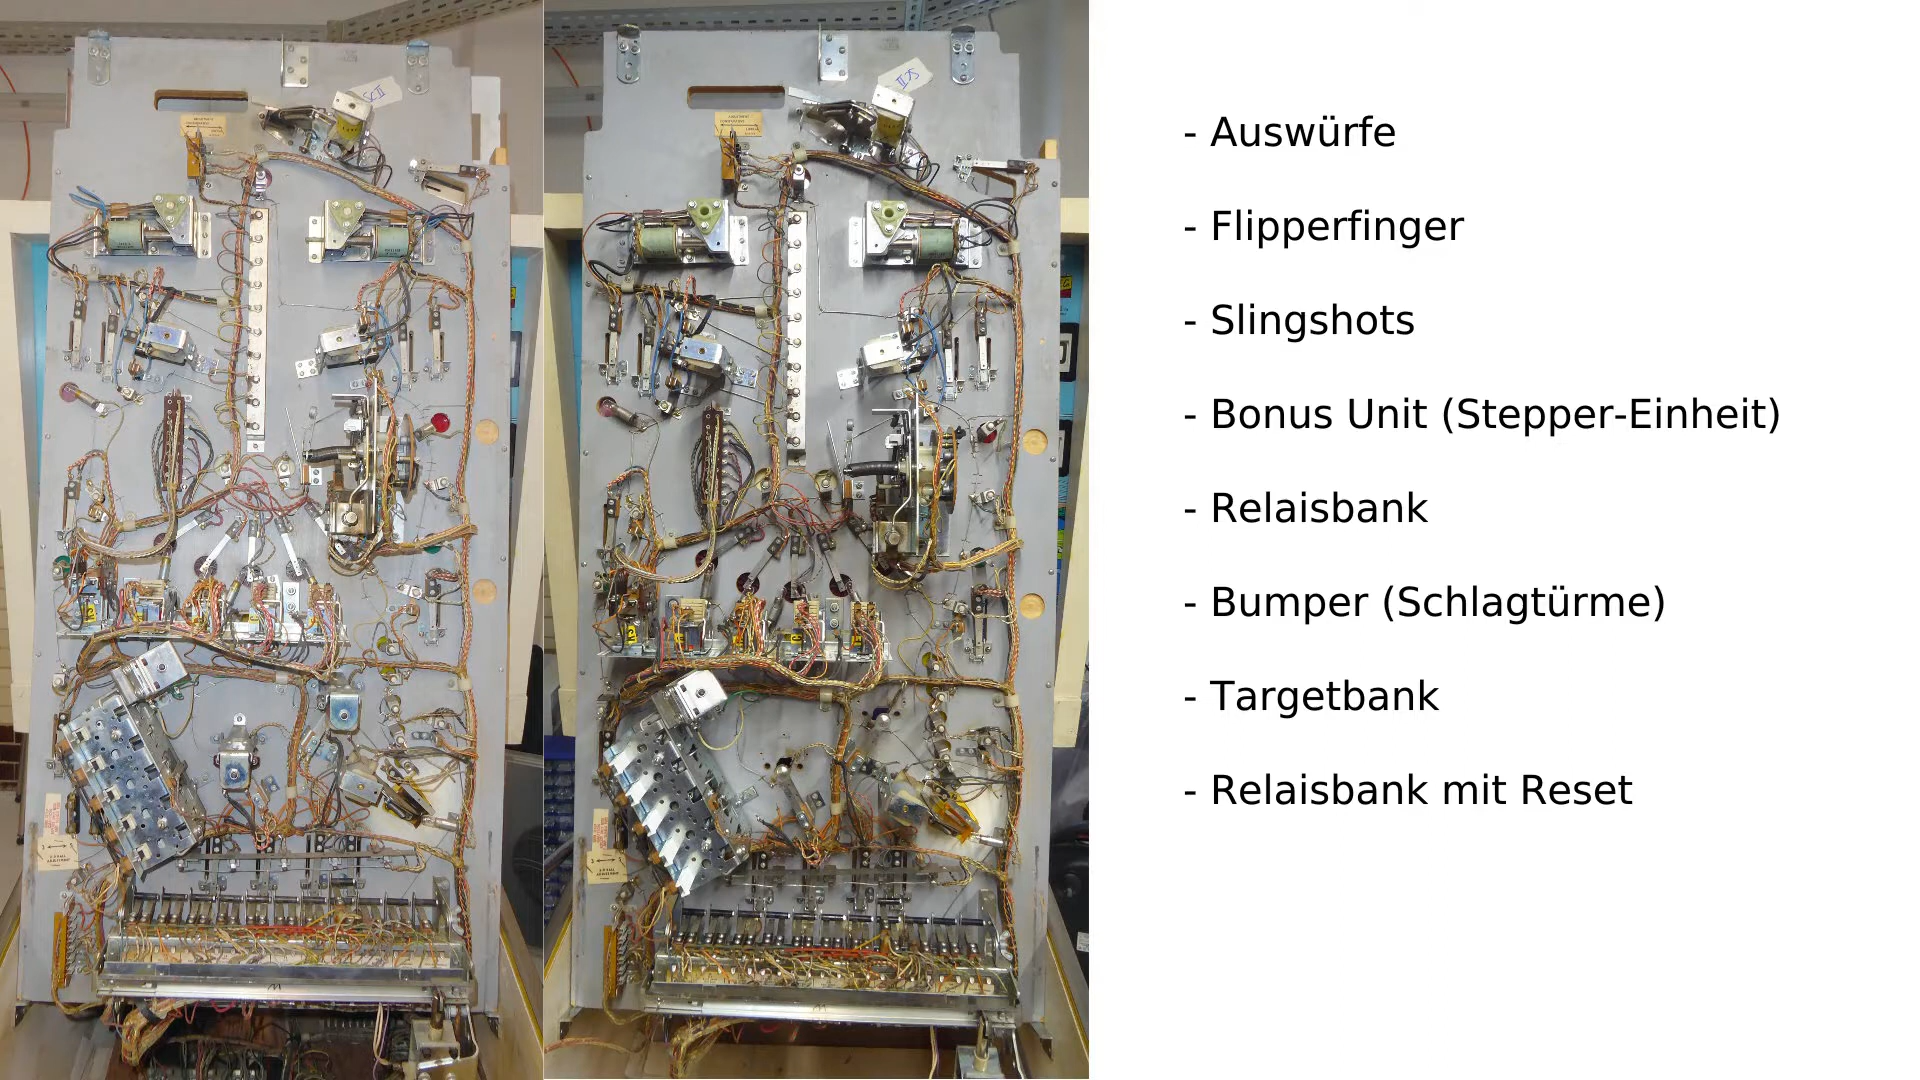 - Auswürfe
- Flipperfinger
- Slingshots
- Bonus Unit (Stepper-Einheit)
- Relaisbank
- Bumper (Schlagtürme)
- Targetbank
- Relaisbank mit Reset